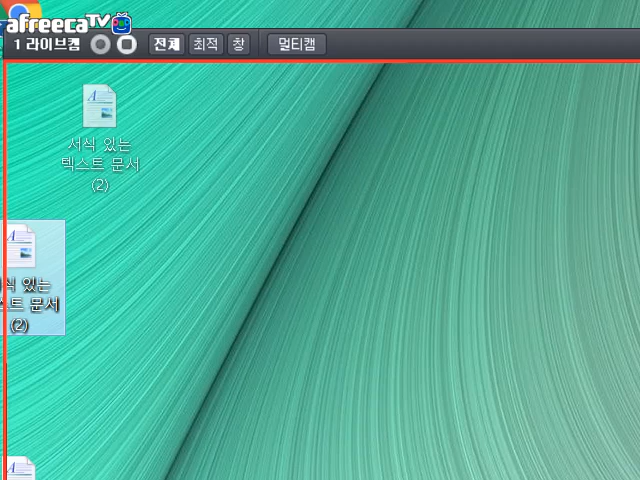 afreecaTV
1 라이브캠 전체 최적 창 멀티캠
서식 있는
텍스트 문서
(2)
식 있는
스트 문서
(2)